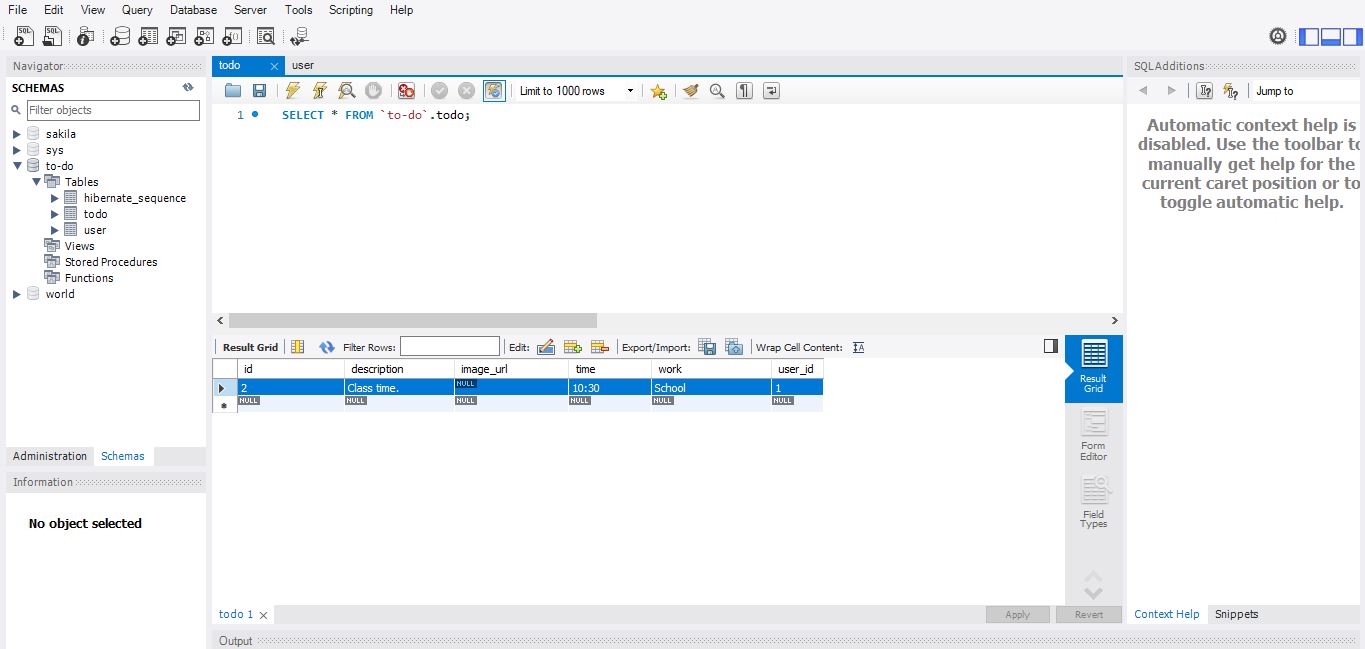 File Edit View Query Database Server Tools Scripting Help
Navigator
SCHEMAS
Filter objects
sakila
sys
to-do
Tables
hibernate_sequence
todo
user
Views
Stored Procedures
Functions
world
Administration Schemas
Information
No object selected
todo user
Limit to 1000 rows
1 SELECT * FROM `to-do`.todo;
Result Grid Filter Rows: Edit: Export/Import: Wrap Cell Content:
id description image_url time work user_id
2 Class time. NULL 10:30 School 1
NULL NULL NULL NULL NULL NULL
Result
Grid
Form
Editor
Field
Types
todo 1 Apply Revert
Output
SQLAdditions
Jump to
Automatic context help is
disabled. Use the toolbar to
manually get help for the
current caret position or to
toggle automatic help.
Context Help Snippets